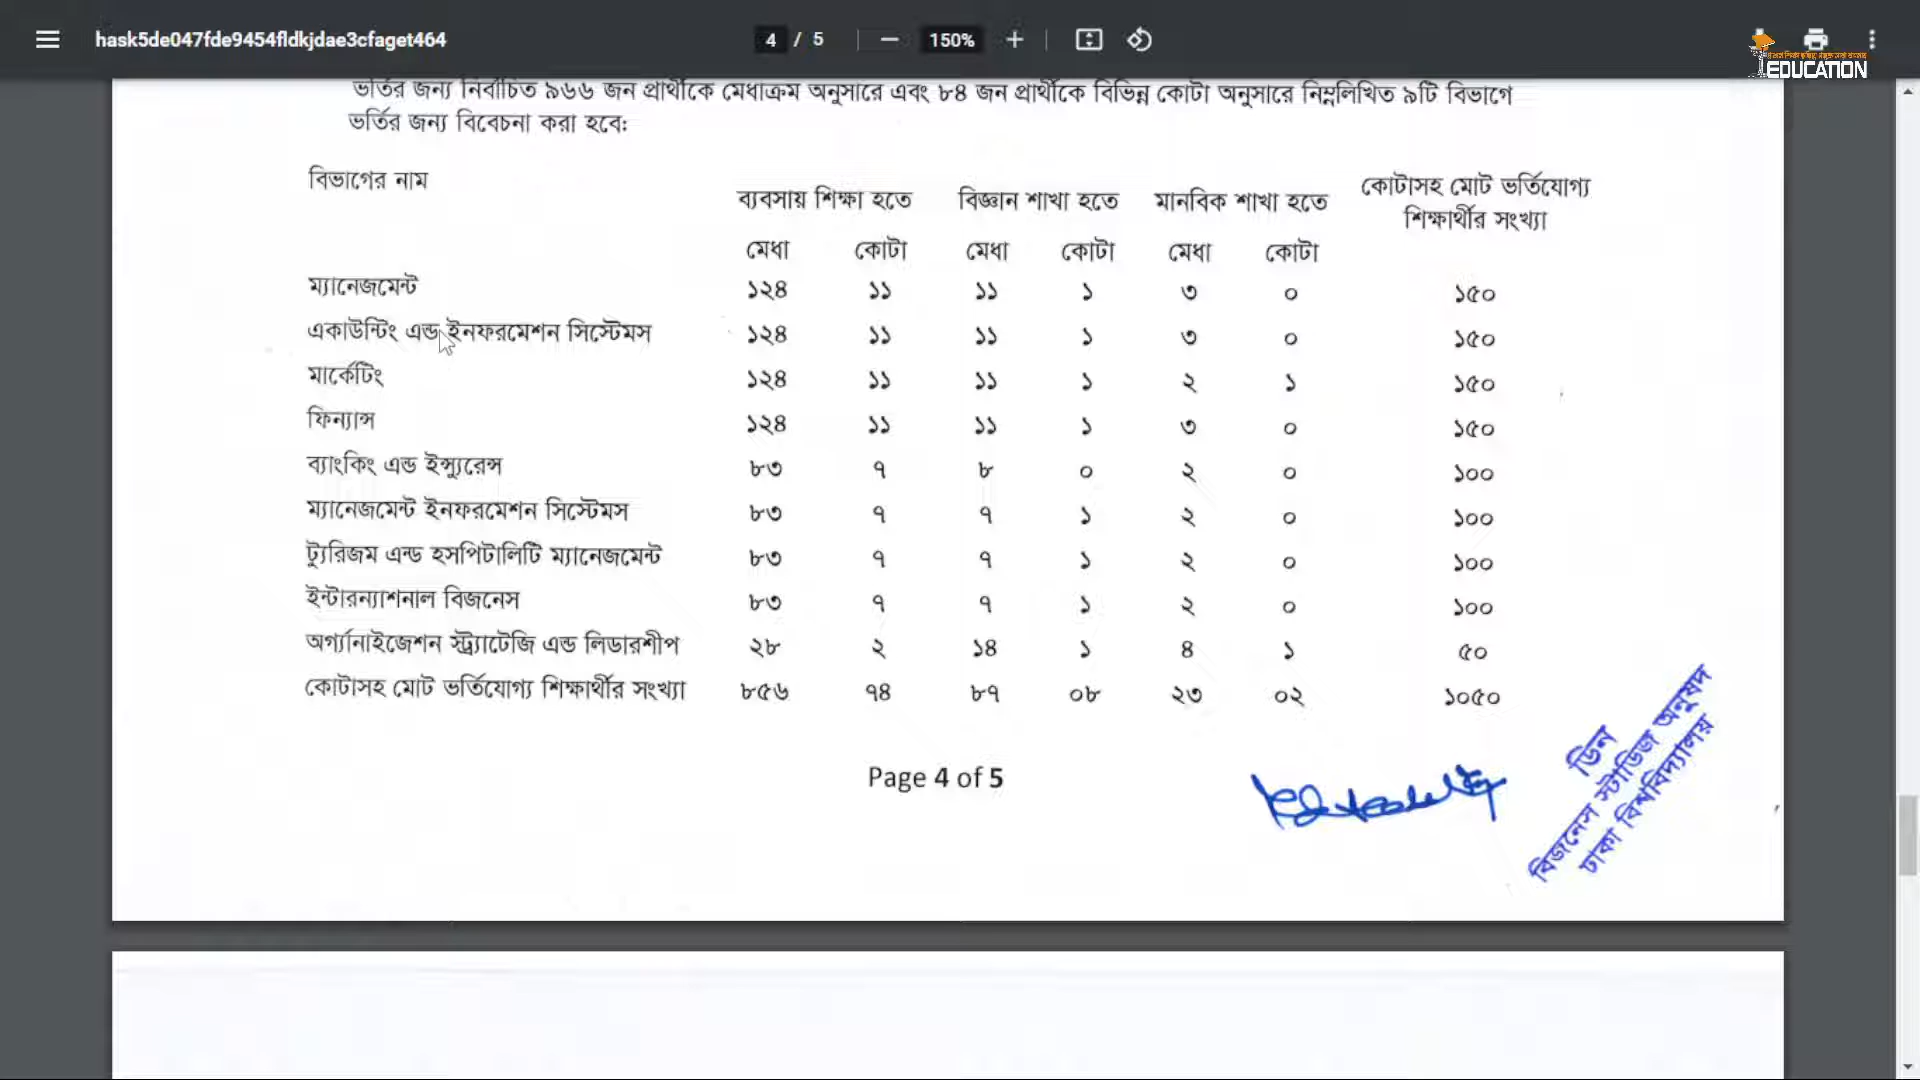 hask5de047fde9454fldkjdae3cfaget464
4 / 5
150%
EDUCATION
ভর্তির জন্য নির্বাচিত ৯৬৬ জন প্রার্থীকে মেধাক্রম অনুসারে এবং ৮৪ জন প্রার্থীকে বিভিন্ন কোটা অনুসারে নিম্নলিখিত ৯টি বিভাগে
ভর্তির জন্য বিবেচনা করা হবে:
বিভাগের নাম ব্যবসায় শিক্ষা হতে বিজ্ঞান শাখা হতে মানবিক শাখা হতে কোটাসহ মোট ভর্তিযোগ্য
শিক্ষার্থীর সংখ্যা
মেধা কোটা মেধা কোটা মেধা কোটা
ম্যানেজমেন্ট ১২৪ ১১ ১১ ১ ৩ ০ ১৫০
একাউন্টিং এন্ড ইনফরমেশন সিস্টেমস ১২৪ ১১ ১১ ১ ৩ ০ ১৫০
মার্কেটিং ১২৪ ১১ ১১ ১ ২ ১ ১৫০
ফিন্যান্স ১২৪ ১১ ১১ ১ ৩ ০ ১৫০
ব্যাংকিং এন্ড ইন্স্যুরেন্স ৮৩ ৭ ৮ ০ ২ ০ ১০০
ম্যানেজমেন্ট ইনফরমেশন সিস্টেমস ৮৩ ৭ ৭ ১ ২ ০ ১০০
ট্যুরিজম এন্ড হসপিটালিটি ম্যানেজমেন্ট ৮৩ ৭ ৭ ১ ২ ০ ১০০
ইন্টারন্যাশনাল বিজনেস ৮৩ ৭ ৭ ১ ২ ০ ১০০
অর্গ্যানাইজেশন স্ট্র্যাটেজি এন্ড লিডারশীপ ২৮ ২ ১৪ ১ ৪ ১ ৫০
কোটাসহ মোট ভর্তিযোগ্য শিক্ষার্থীর সংখ্যা ৮৫৬ ৭৪ ৮৭ ০৮ ২৩ ০২ ১০৫০
Page 4 of 5
ডিন
বিজনেস স্টাডিজ অনুষদ
ঢাকা বিশ্ববিদ্যালয়